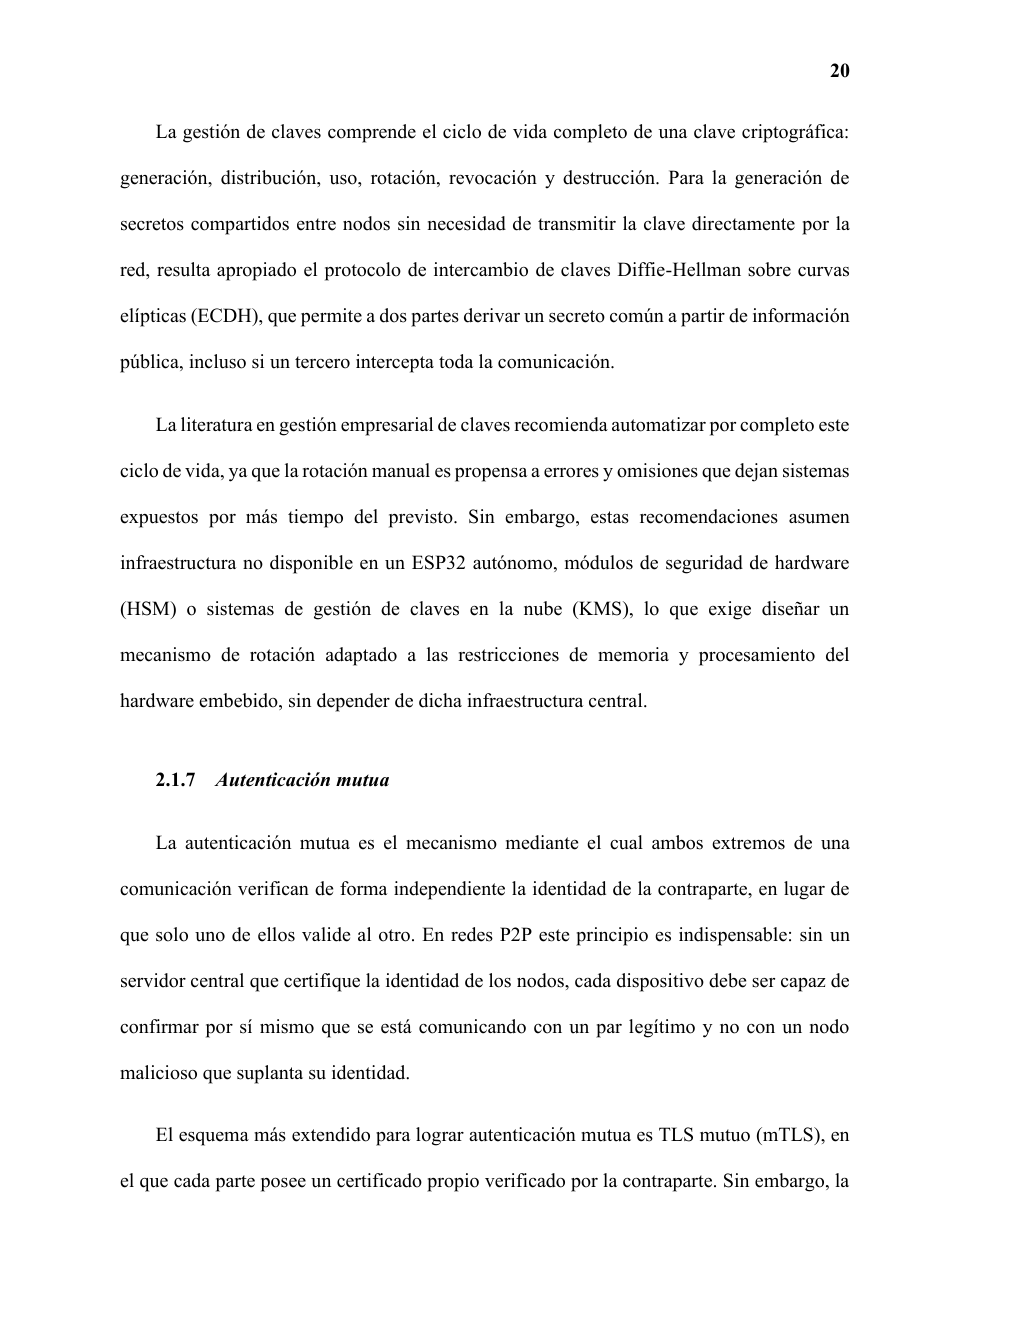 20
La gestión de claves comprende el ciclo de vida completo de una clave criptográfica:
generación, distribución, uso, rotación, revocación y destrucción. Para la generación de
secretos compartidos entre nodos sin necesidad de transmitir la clave directamente por la
red, resulta apropiado el protocolo de intercambio de claves Diffie-Hellman sobre curvas
elípticas (ECDH), que permite a dos partes derivar un secreto común a partir de información
pública, incluso si un tercero intercepta toda la comunicación.
La literatura en gestión empresarial de claves recomienda automatizar por completo este
ciclo de vida, ya que la rotación manual es propensa a errores y omisiones que dejan sistemas
expuestos por más tiempo del previsto. Sin embargo, estas recomendaciones asumen
infraestructura no disponible en un ESP32 autónomo, módulos de seguridad de hardware
(HSM) o sistemas de gestión de claves en la nube (KMS), lo que exige diseñar un
mecanismo de rotación adaptado a las restricciones de memoria y procesamiento del
hardware embebido, sin depender de dicha infraestructura central.
2.1.7 Autenticación mutua
La autenticación mutua es el mecanismo mediante el cual ambos extremos de una
comunicación verifican de forma independiente la identidad de la contraparte, en lugar de
que solo uno de ellos valide al otro. En redes P2P este principio es indispensable: sin un
servidor central que certifique la identidad de los nodos, cada dispositivo debe ser capaz de
confirmar por sí mismo que se está comunicando con un par legítimo y no con un nodo
malicioso que suplanta su identidad.
El esquema más extendido para lograr autenticación mutua es TLS mutuo (mTLS), en
el que cada parte posee un certificado propio verificado por la contraparte. Sin embargo, la